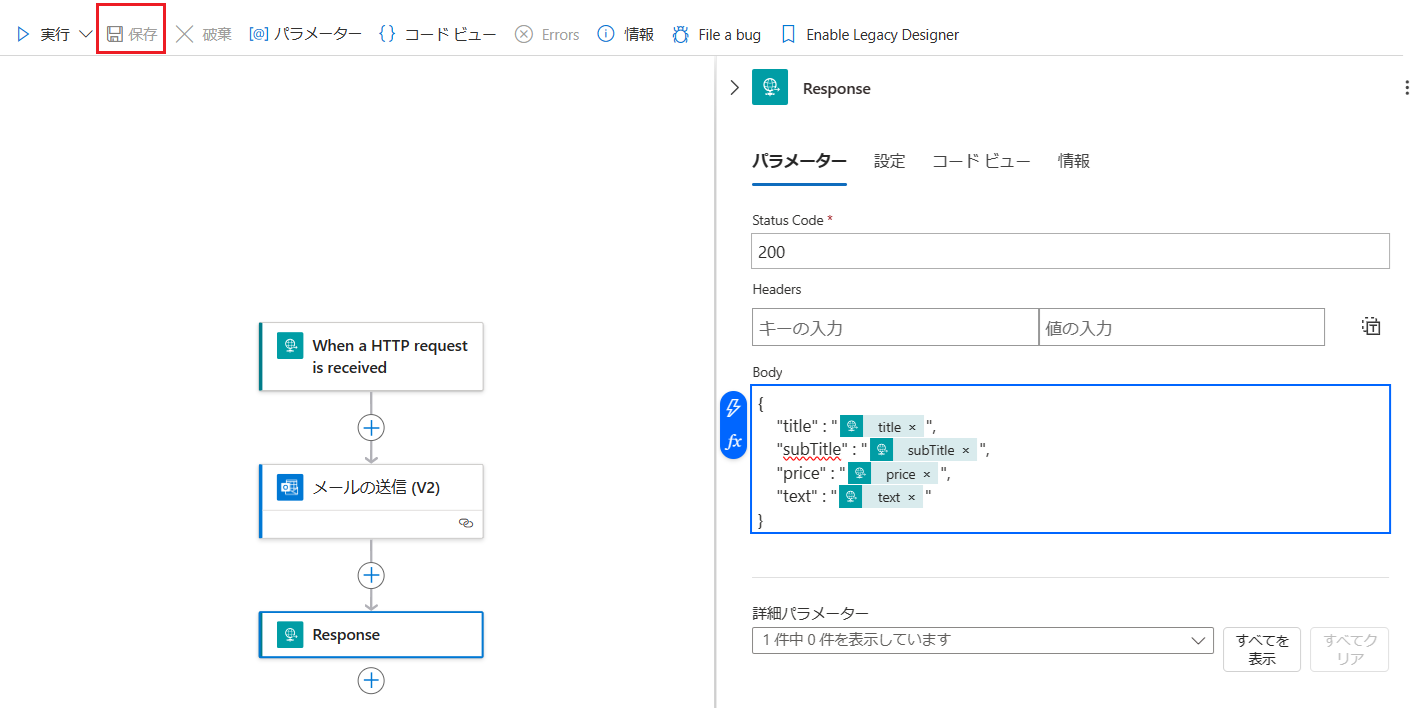 実行 保存 破棄 [@] パラメーター {} コード ビュー Errors 情報 File a bug Enable Legacy Designer
Response
パラメーター 設定 コード ビュー 情報
Status Code *
200
Headers
キーの入力 値の入力
When a HTTP request
is received
Body
fx
{
"title" : " title × ",
"subTitle" : " subTitle × ",
"price" : " price × ",
"text" : " text × "
}
メールの送信 (V2)
詳細パラメーター
1 件中 0 件を表示しています
すべてを
表示
すべてク
リア
Response